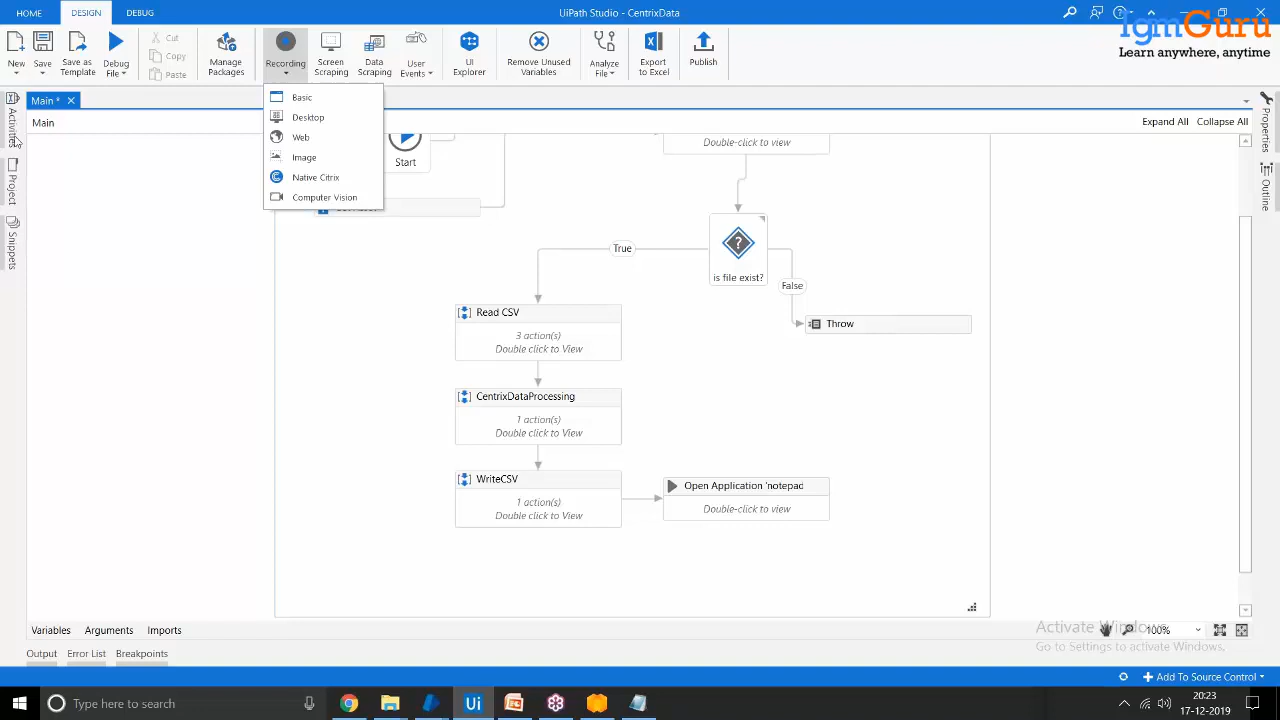 HOME
DESIGN
DEBUG
UiPath Studio - CentrixData
IgmGuru
Learn anywhere, anytime
New
Save
Save as Template
Debug File
Cut
Copy
Paste
Manage Packages
Recording
Screen Scraping
Data Scraping
User Events
UI Explorer
Remove Unused Variables
Analyze File
Export to Excel
Publish
Basic
Desktop
Web
Image
Native Citrix
Computer Vision
Main *
Main
Expand All
Collapse All
Activities
Project
Snippets
Properties
Outline
Start
Double-click to view
is file exist?
True
False
Throw
Read CSV
3 action(s)
Double click to View
CentrixDataProcessing
1 action(s)
Double click to View
WriteCSV
1 action(s)
Double click to View
Open Application 'notepad
Double-click to view
Variables
Arguments
Imports
100%
Activate Windows
Go to Settings to activate Windows.
Output
Error List
Breakpoints
Add To Source Control
Type here to search
Ui
20:23
17-12-2019